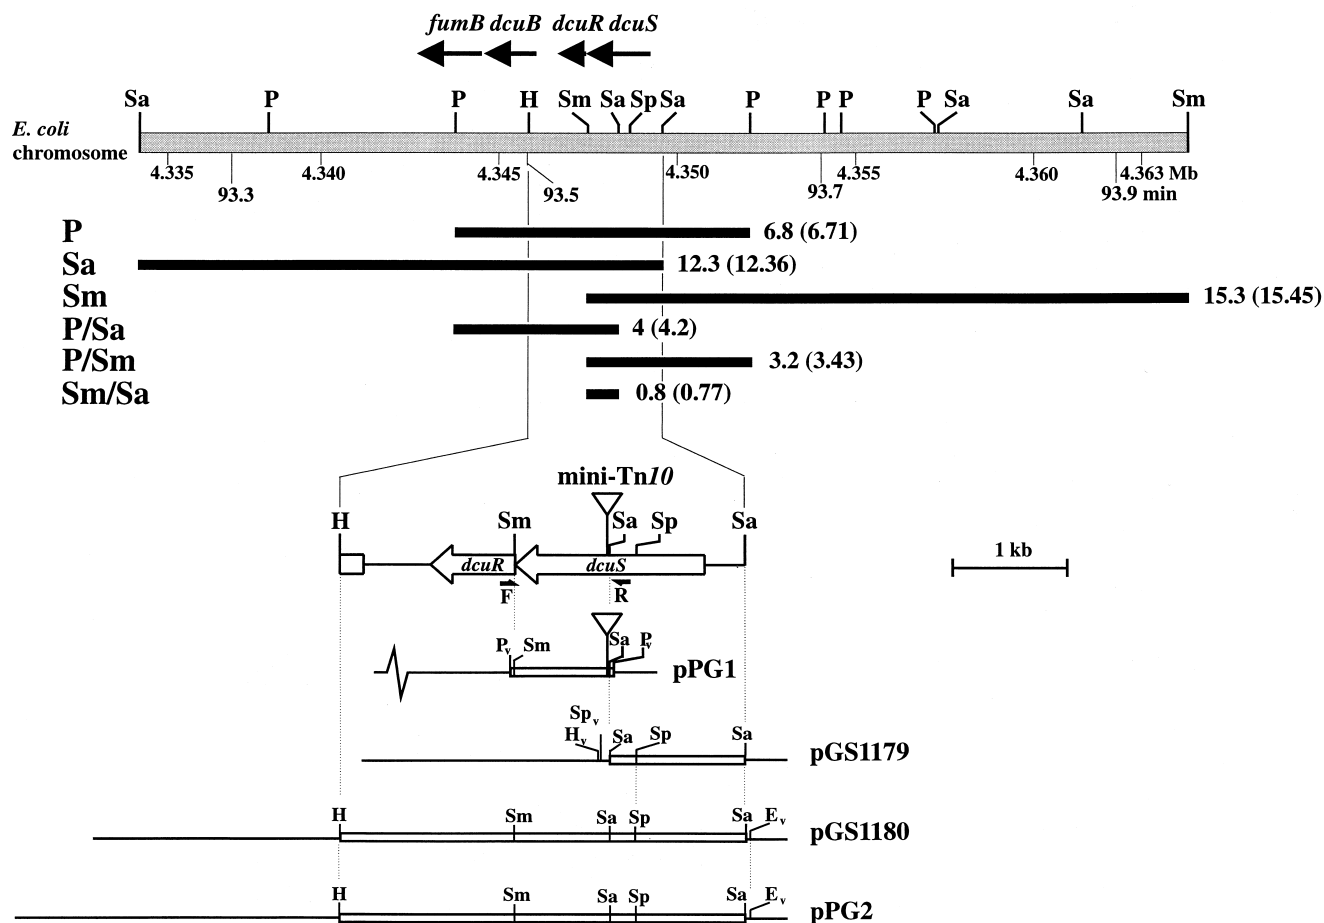 fumB dcuB dcuR dcuS
Sa P P H Sm Sa Sp Sa P P P P Sa Sa Sm
E. coli
chromosome
4.335 4.340 4.345 4.350 4.355 4.360 4.363 Mb
93.3 93.5 93.7 93.9 min
P 6.8 (6.71)
Sa 12.3 (12.36)
Sm 15.3 (15.45)
P/Sa 4 (4.2)
P/Sm 3.2 (3.43)
Sm/Sa 0.8 (0.77)
mini-Tn10
H Sm Sa Sp Sa
1 kb
dcuR dcuS
F R
Pv Sm Sa Pv
pPG1
Spv
Hv Sa Sp Sa
pGS1179
H Sm Sa Sp Sa Ev
pGS1180
H Sm Sa Sp Sa Ev
pPG2